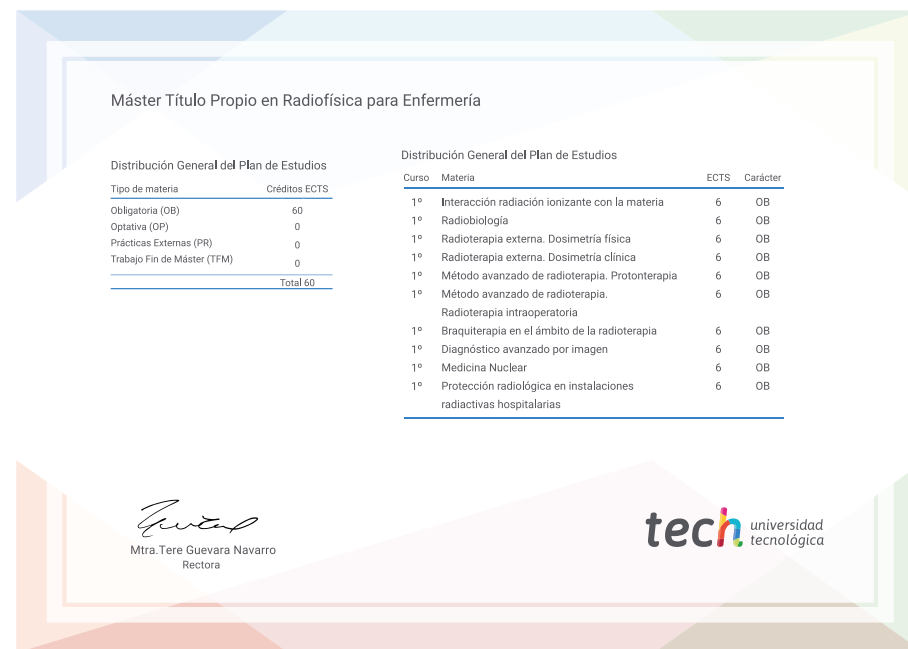 Máster Título Propio en Radiofísica para Enfermería
Distribución General del Plan de Estudios
Tipo de materia Créditos ECTS
Obligatoria (OB) 60
Optativa (OP) 0
Prácticas Externas (PR) 0
Trabajo Fin de Máster (TFM) 0
Total 60
Distribución General del Plan de Estudios
Curso Materia ECTS Carácter
1º Interacción radiación ionizante con la materia 6 OB
1º Radiobiología 6 OB
1º Radioterapia externa. Dosimetría física 6 OB
1º Radioterapia externa. Dosimetría clínica 6 OB
1º Método avanzado de radioterapia. Protonterapia 6 OB
1º Método avanzado de radioterapia. 6 OB
Radioterapia intraoperatoria
1º Braquiterapia en el ámbito de la radioterapia 6 OB
1º Diagnóstico avanzado por imagen 6 OB
1º Medicina Nuclear 6 OB
1º Protección radiológica en instalaciones 6 OB
radiactivas hospitalarias
Mtra.Tere Guevara Navarro
Rectora
tech universidad
tecnológica